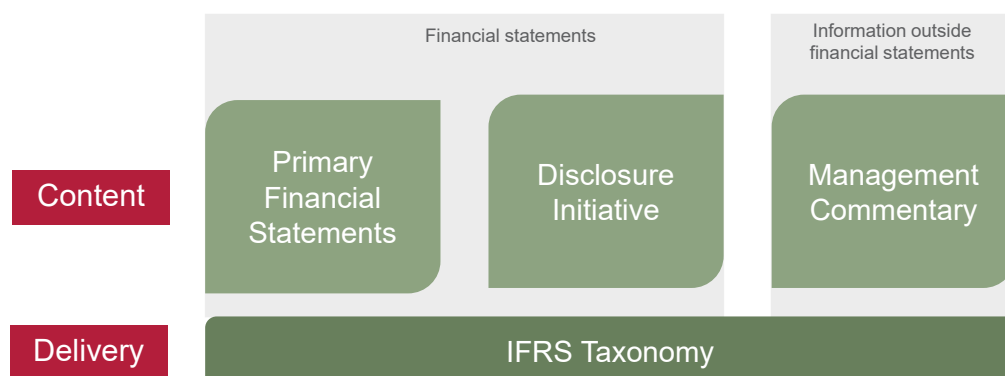 Financial statements
Information outside
financial statements
Content
Primary
Financial
Statements
Disclosure
Initiative
Management
Commentary
Delivery
IFRS Taxonomy